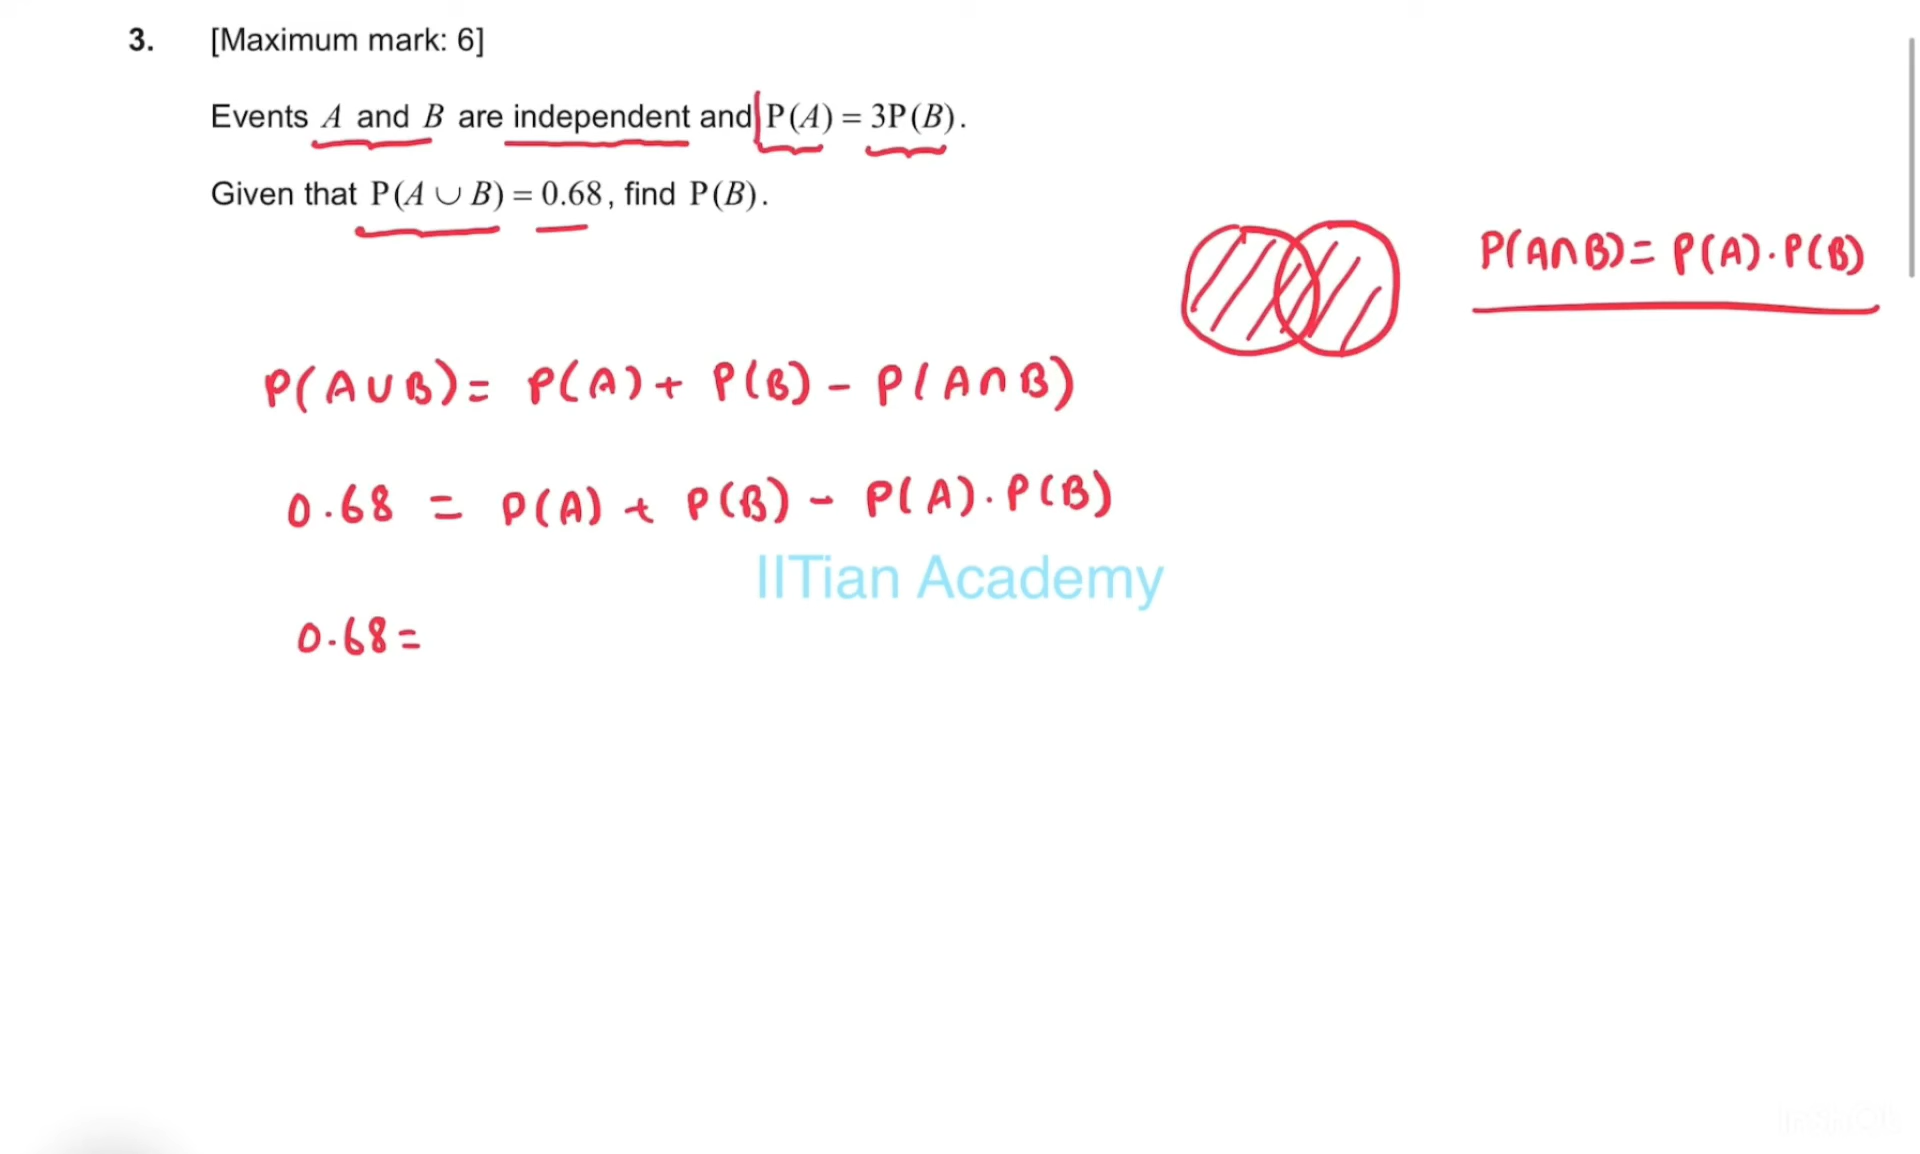 3. [Maximum mark: 6]
Events A and B are independent and P(A) = 3P(B).
Given that P(A ∪ B) = 0.68, find P(B).
P(A∩B) = P(A)·P(B)
P(A∪B) = P(A) + P(B) - P(A∩B)
0.68 = P(A) + P(B) - P(A)·P(B)
IITian Academy
0.68 =